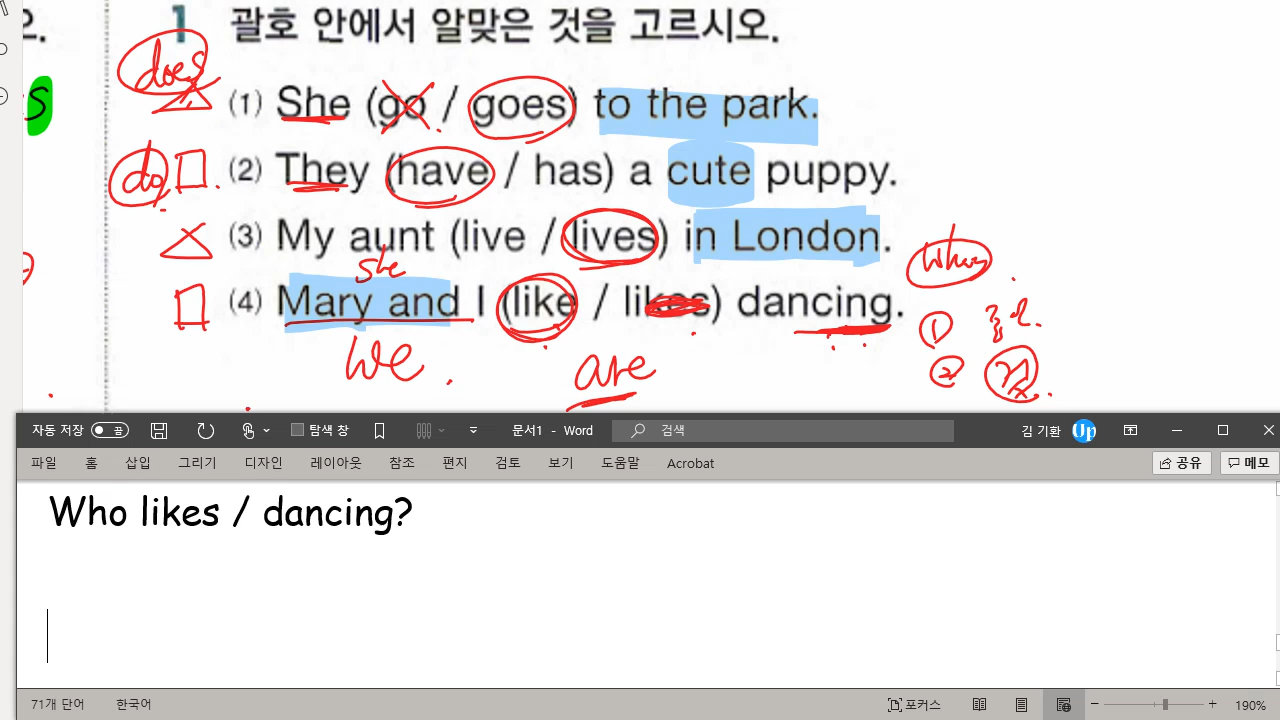 1 괄호 안에서 알맞은 것을 고르시오.
does
S
(1) She (go / goes) to the park.
do (2) They (have / has) a cute puppy.
(3) My aunt (live / lives) in London.
she
(4) Mary and I (like / likes) dancing.
①
②
we
are
자동 저장 끔 탐색 창 문서1 - Word 검색 김 기환 Up
파일 홈 삽입 그리기 디자인 레이아웃 참조 편지 검토 보기 도움말 Acrobat 공유 메모
Who likes / dancing?
71개 단어 한국어 포커스 190%